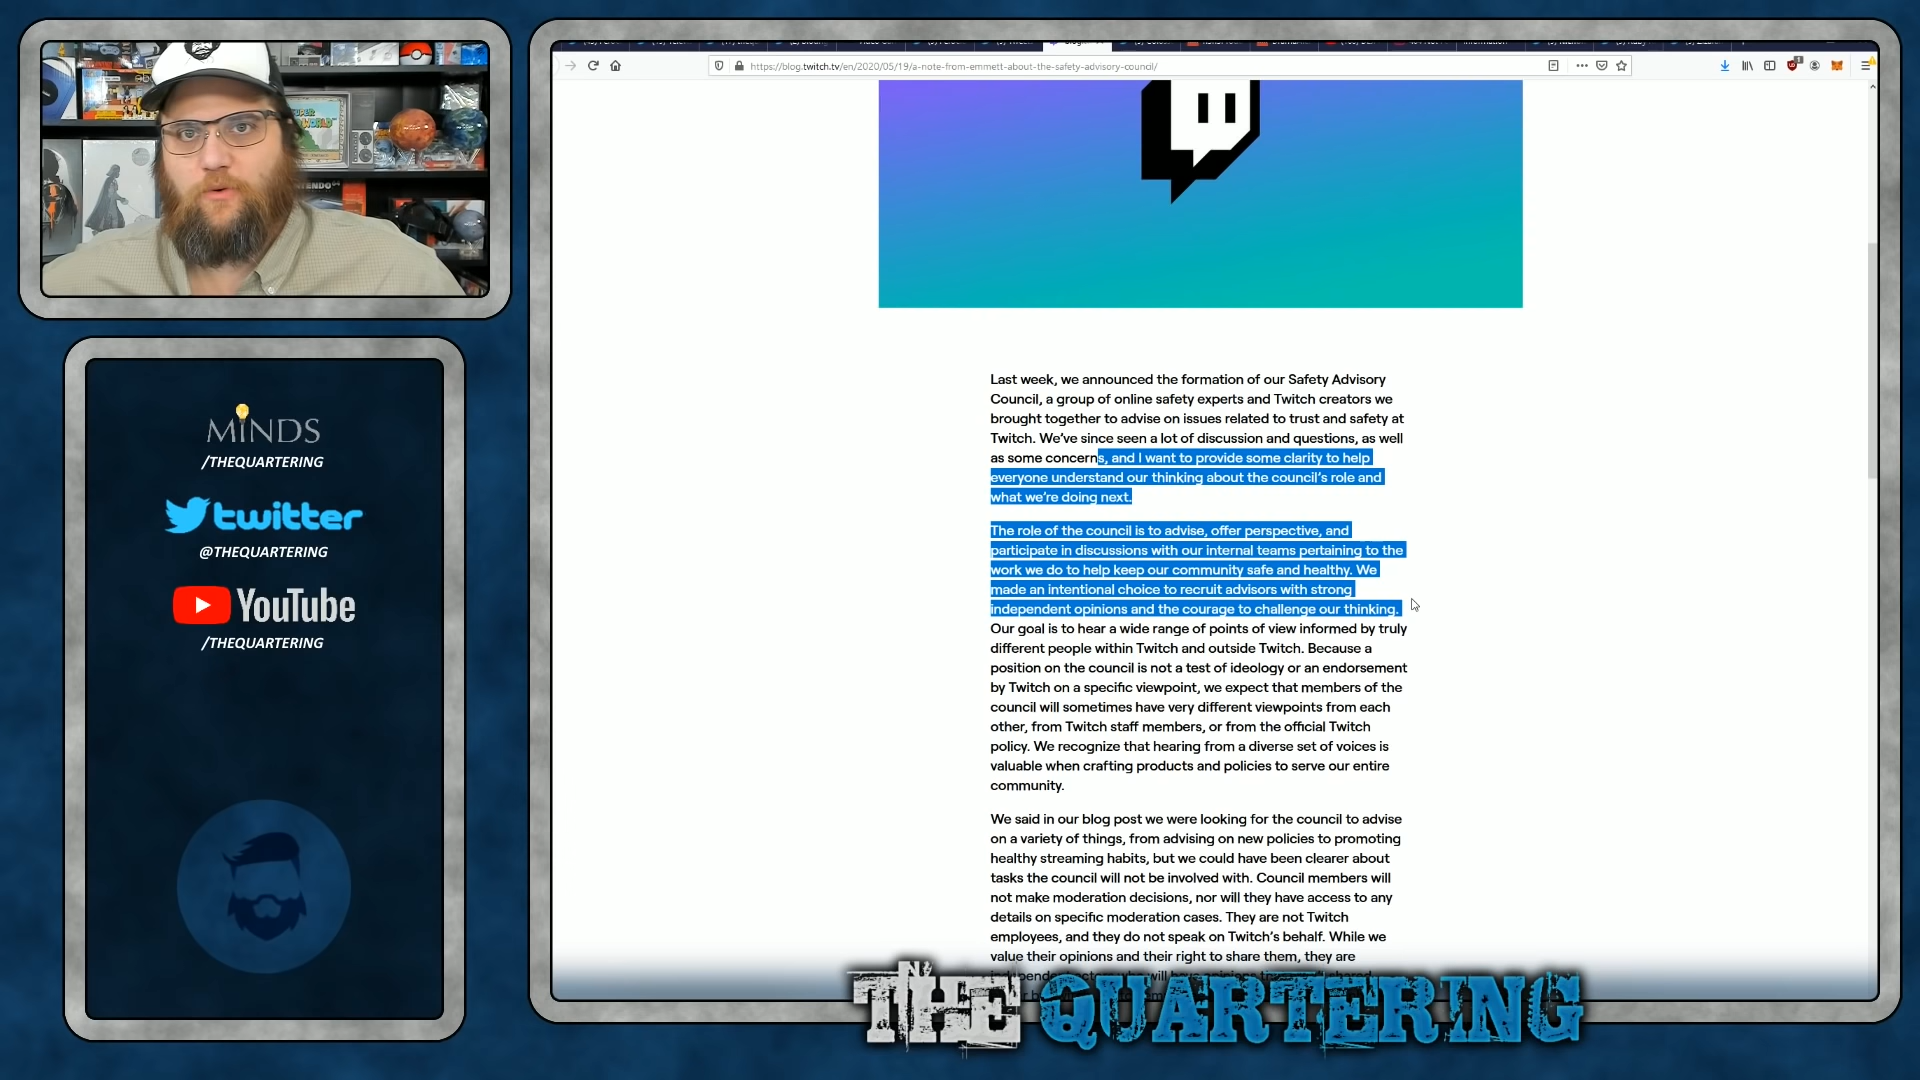 https://blog.twitch.tv/en/2020/05/19/a-note-from-emmett-about-the-safety-advisory-council/
SUPER
NINTENDO
MINDS
/THEQUARTERING
twitter
@THEQUARTERING
YouTube
/THEQUARTERING
Last week, we announced the formation of our Safety Advisory
Council, a group of online safety experts and Twitch creators we
brought together to advise on issues related to trust and safety at
Twitch. We've since seen a lot of discussion and questions, as well
as some concerns, and I want to provide some clarity to help
everyone understand our thinking about the council's role and
what we're doing next.
The role of the council is to advise, offer perspective, and
participate in discussions with our internal teams pertaining to the
work we do to help keep our community safe and healthy. We
made an intentional choice to recruit advisors with strong
independent opinions and the courage to challenge our thinking.
Our goal is to hear a wide range of points of view informed by truly
different people within Twitch and outside Twitch. Because a
position on the council is not a test of ideology or an endorsement
by Twitch on a specific viewpoint, we expect that members of the
council will sometimes have very different viewpoints from each
other, from Twitch staff members, or from the official Twitch
policy. We recognize that hearing from a diverse set of voices is
valuable when crafting products and policies to serve our entire
community.
We said in our blog post we were looking for the council to advise
on a variety of things, from advising on new policies to promoting
healthy streaming habits, but we could have been clearer about
tasks the council will not be involved with. Council members will
not make moderation decisions, nor will they have access to any
details on specific moderation cases. They are not Twitch
employees, and they do not speak on Twitch's behalf. While we
value their opinions and their right to share them, they are
THE QUARTERING